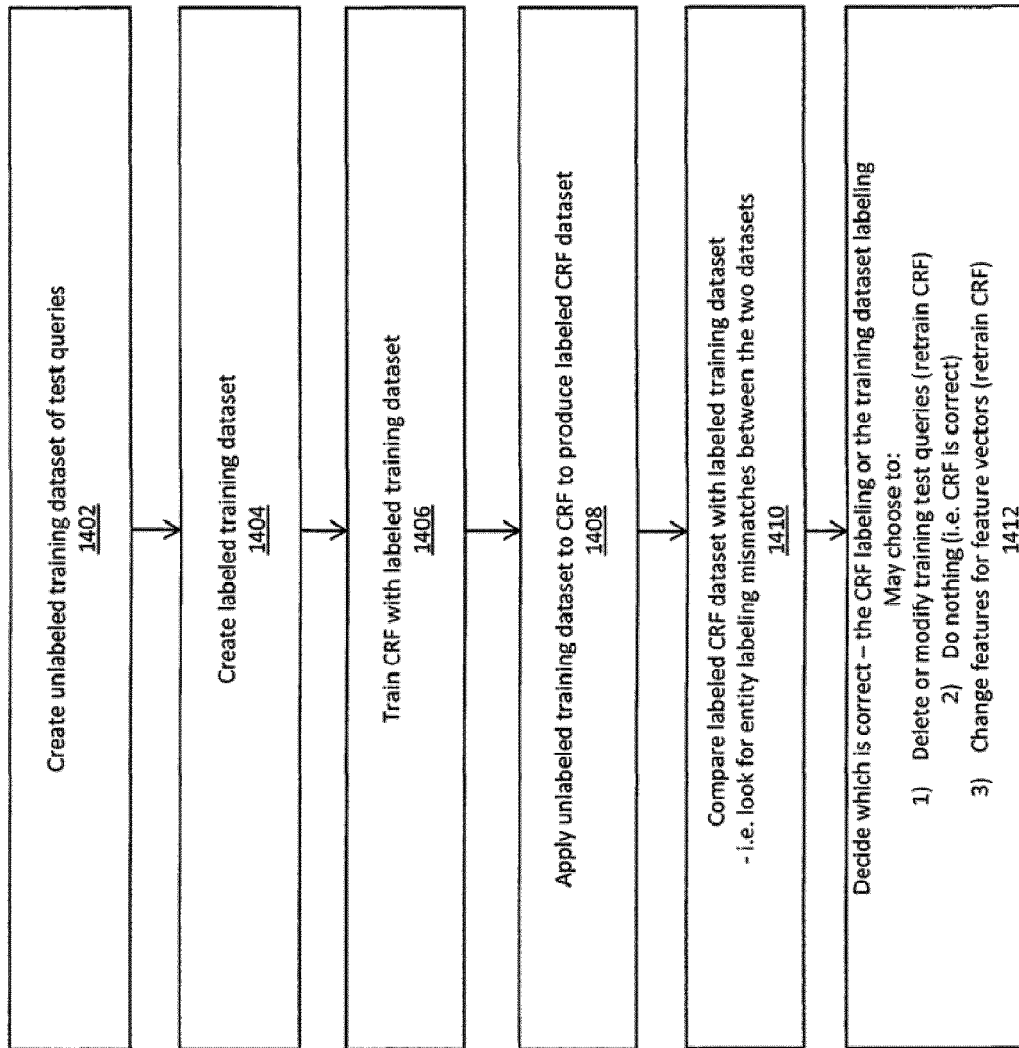 Create unlabeled training dataset of test queries
1402
Create labeled training dataset
1404
Train CRF with labeled training dataset
1406
Apply unlabeled training dataset to CRF to produce labeled CRF dataset
1408
Compare labeled CRF dataset with labeled training dataset
- i.e. look for entity labeling mismatches between the two datasets
1410
Decide which is correct – the CRF labeling or the training dataset labeling
May choose to:
1) Delete or modify training test queries (retrain CRF)
2) Do nothing (i.e. CRF is correct)
3) Change features for feature vectors (retrain CRF)
1412